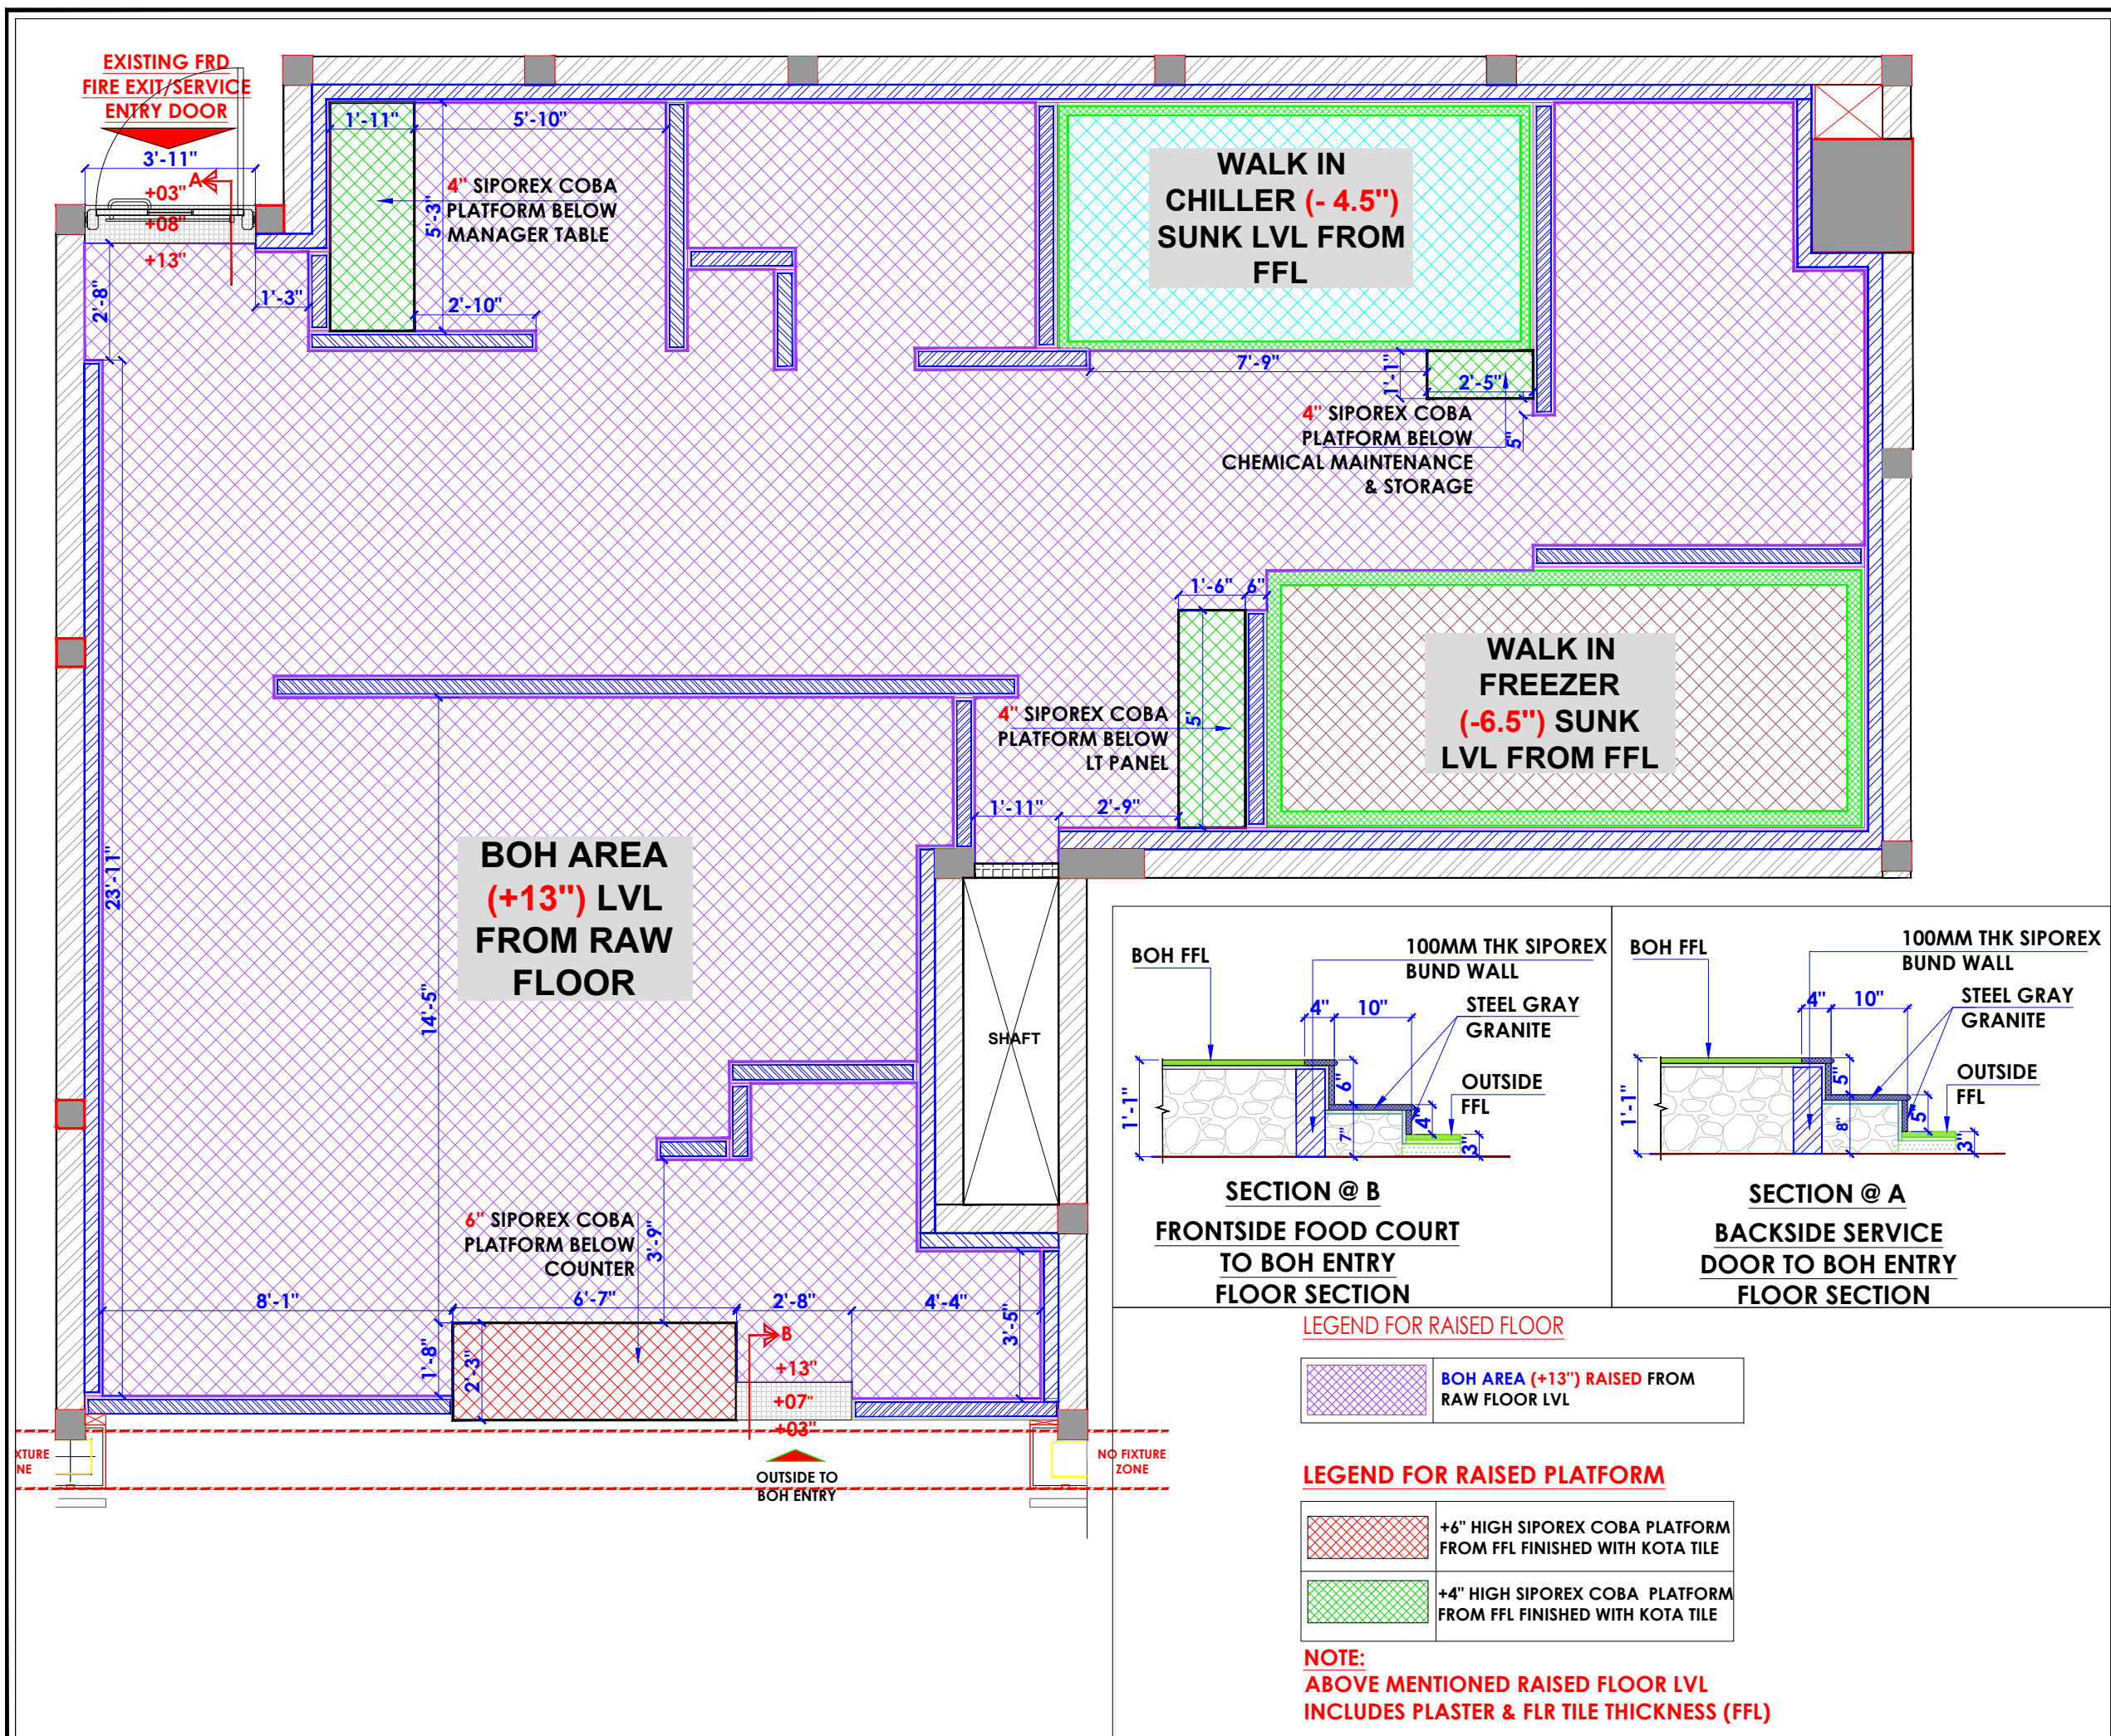 EXISTING FRD
FIRE EXIT/SERVICE
ENTRY DOOR
3'-11"
A
+03"
+08"
+13"
2'-8"
1'-3"
1'-11"
5'-10"
5'-3"
4" SIPOREX COBA
PLATFORM BELOW
MANAGER TABLE
2'-10"
WALK IN
CHILLER (- 4.5")
SUNK LVL FROM
FFL
7'-9"
1'-1"
2'-5"
5"
4" SIPOREX COBA
PLATFORM BELOW
CHEMICAL MAINTENANCE
& STORAGE
1'-6"
6"
5'
WALK IN
FREEZER
(-6.5") SUNK
LVL FROM FFL
4" SIPOREX COBA
PLATFORM BELOW
LT PANEL
1'-11"
2'-9"
23'-11"
14'-5"
BOH AREA
(+13") LVL
FROM RAW
FLOOR
SHAFT
6" SIPOREX COBA
PLATFORM BELOW
COUNTER
3'-9"
8'-1"
6'-7"
2'-8"
4'-4"
3'-5"
1'-8"
2'-3"
B
+13"
+07"
+03"
OUTSIDE TO
BOH ENTRY
XTURE
NE
NO FIXTURE
ZONE
BOH FFL
100MM THK SIPOREX
BUND WALL
4"
10"
STEEL GRAY
GRANITE
OUTSIDE
FFL
1'-1"
6"
7"
4"
3"
SECTION @ B
FRONTSIDE FOOD COURT
TO BOH ENTRY
FLOOR SECTION
BOH FFL
100MM THK SIPOREX
BUND WALL
4"
10"
STEEL GRAY
GRANITE
OUTSIDE
FFL
1'-1"
5"
8"
5"
3"
SECTION @ A
BACKSIDE SERVICE
DOOR TO BOH ENTRY
FLOOR SECTION
LEGEND FOR RAISED FLOOR
BOH AREA (+13") RAISED FROM
RAW FLOOR LVL
LEGEND FOR RAISED PLATFORM
+6" HIGH SIPOREX COBA PLATFORM
FROM FFL FINISHED WITH KOTA TILE
+4" HIGH SIPOREX COBA PLATFORM
FROM FFL FINISHED WITH KOTA TILE
NOTE:
ABOVE MENTIONED RAISED FLOOR LVL
INCLUDES PLASTER & FLR TILE THICKNESS (FFL)